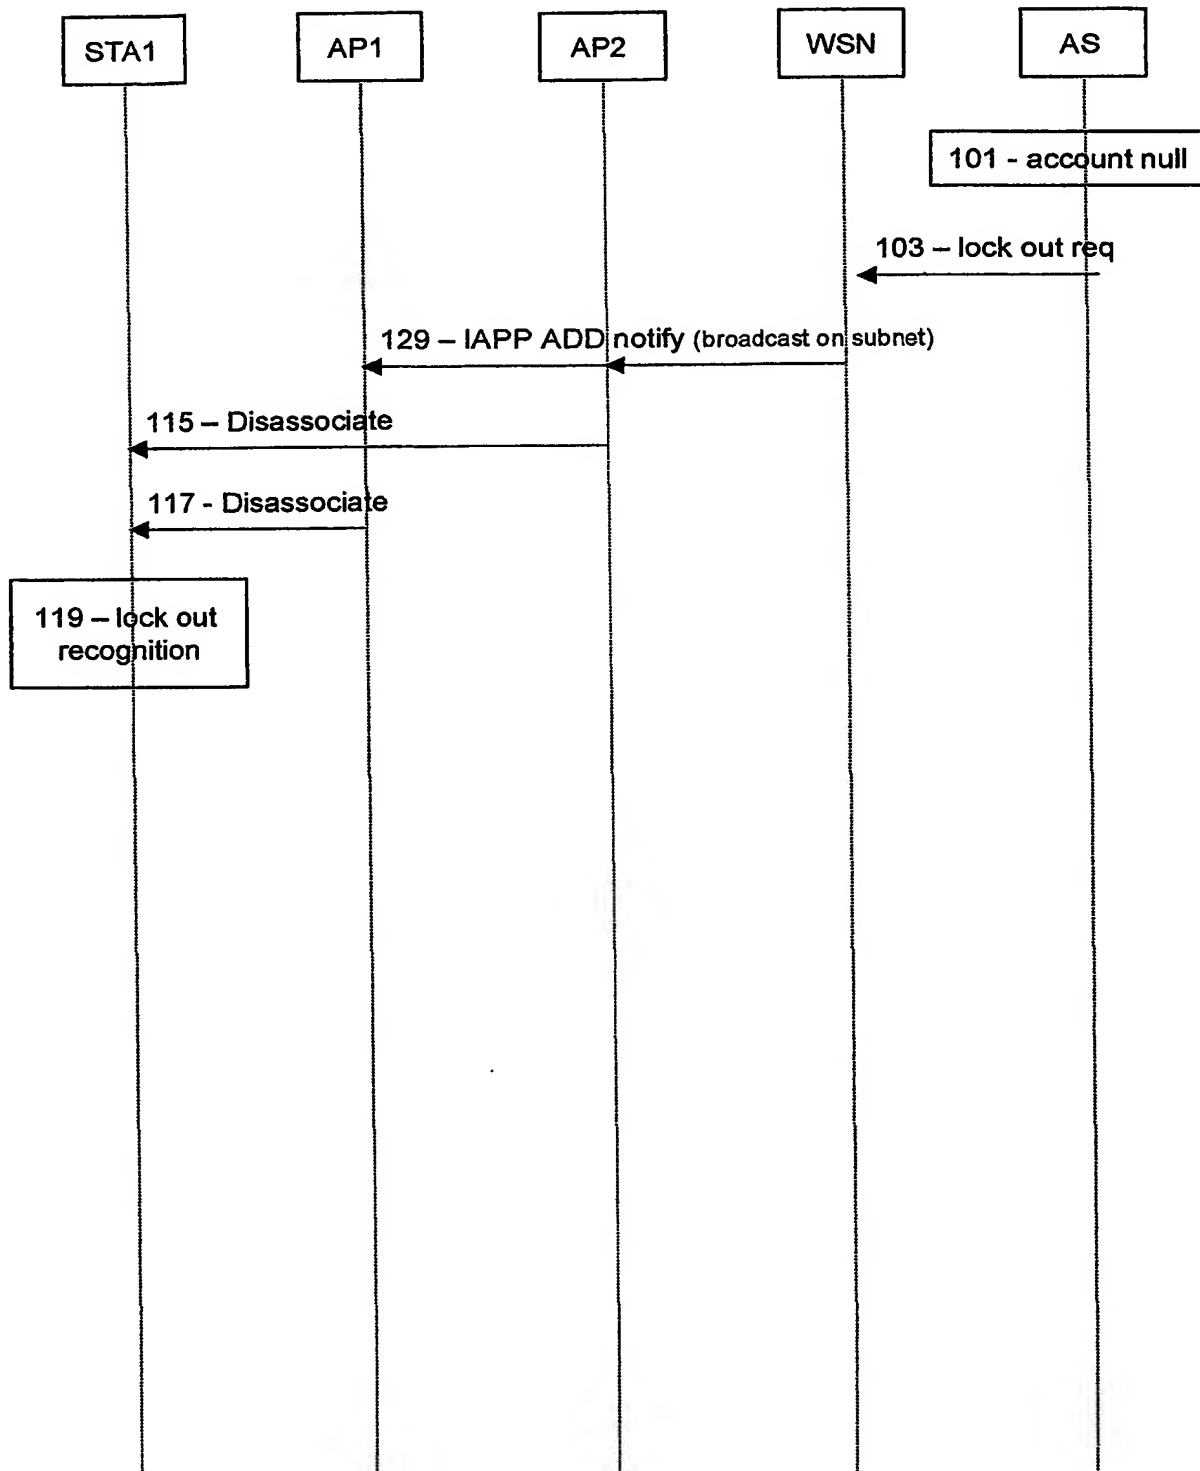 STA1
AP1
AP2
WSN
AS
101 - account null
103 – lock out req
129 – IAPP ADD notify (broadcast on subnet)
115 – Disassociate
117 - Disassociate
119 – lock out
recognition